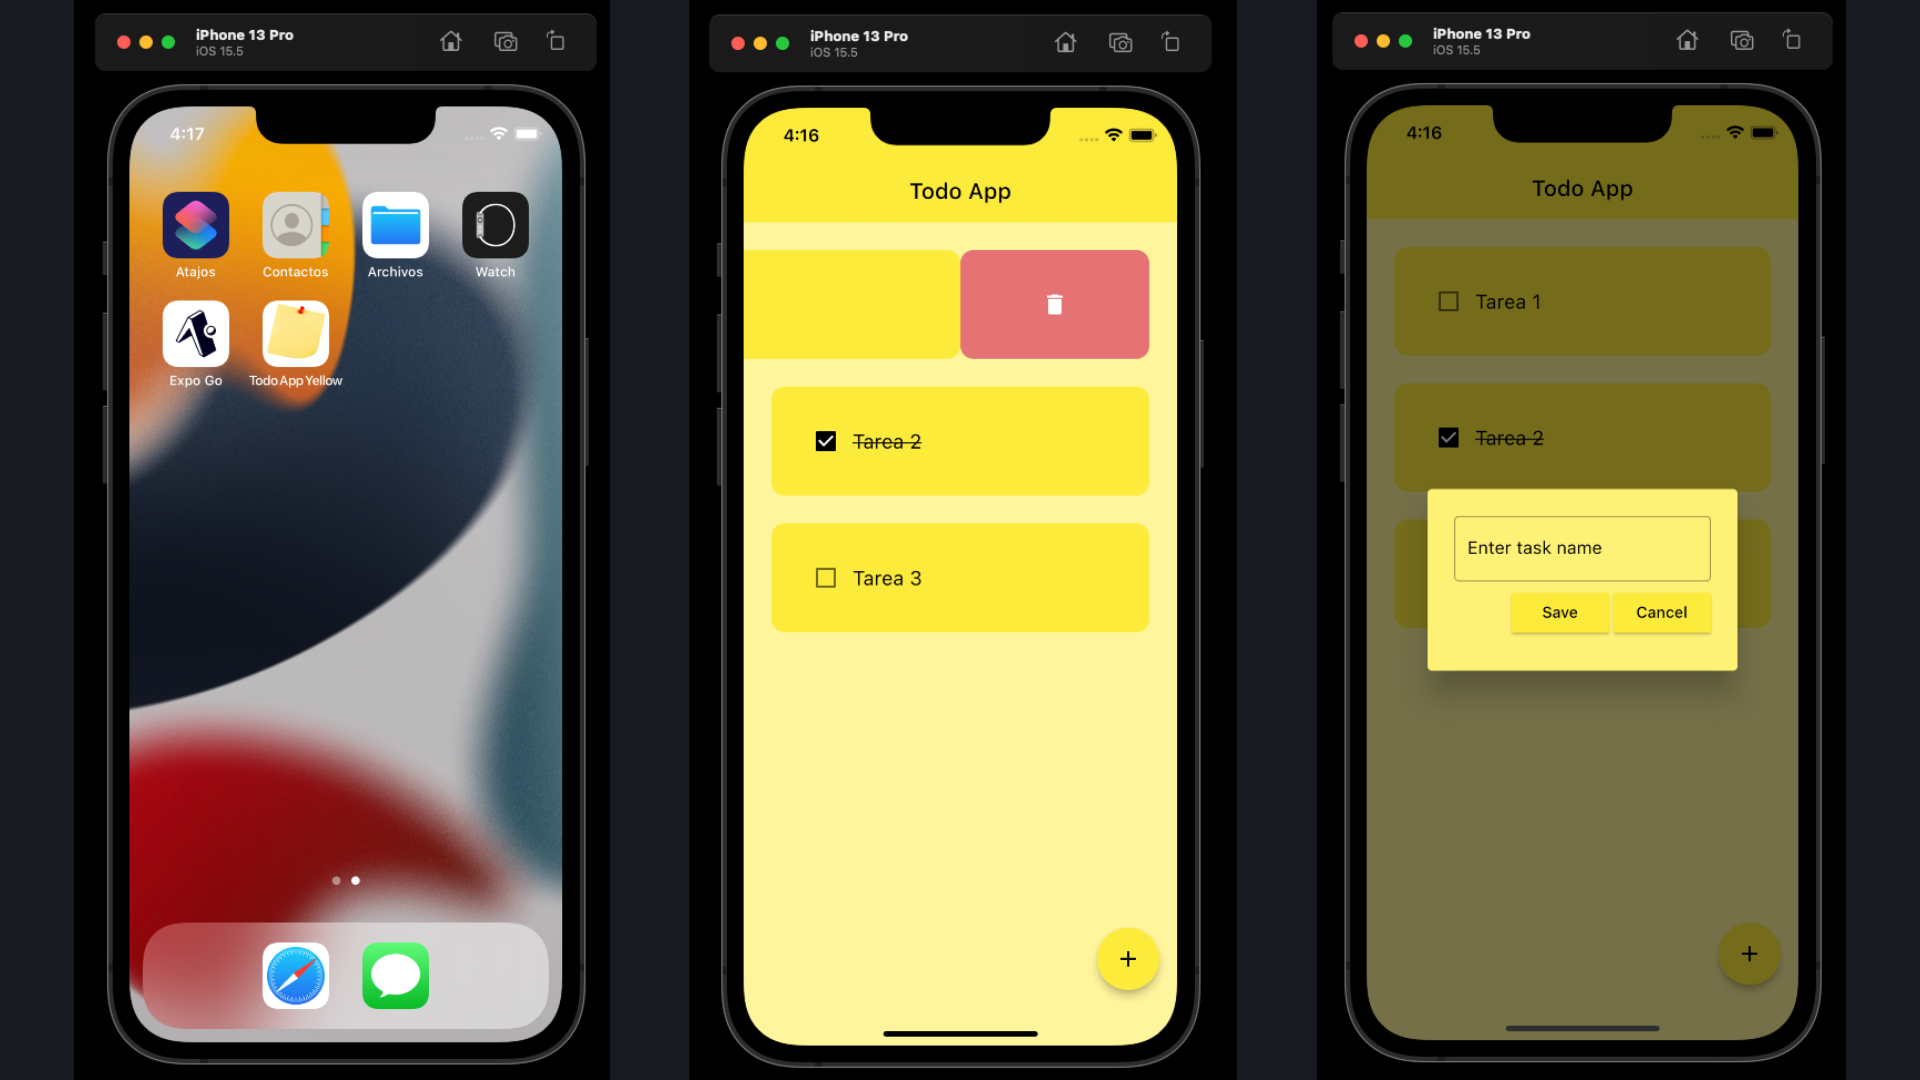 iPhone 13 Pro
iOS 15.5
4:17
Atajos
Contactos
Archivos
Watch
Expo Go
Todo App Yellow
iPhone 13 Pro
iOS 15.5
4:16
Todo App
Tarea 2
Tarea 3
+
iPhone 13 Pro
iOS 15.5
4:16
Todo App
Tarea 1
Tarea 2
Enter task name
Save
Cancel
+